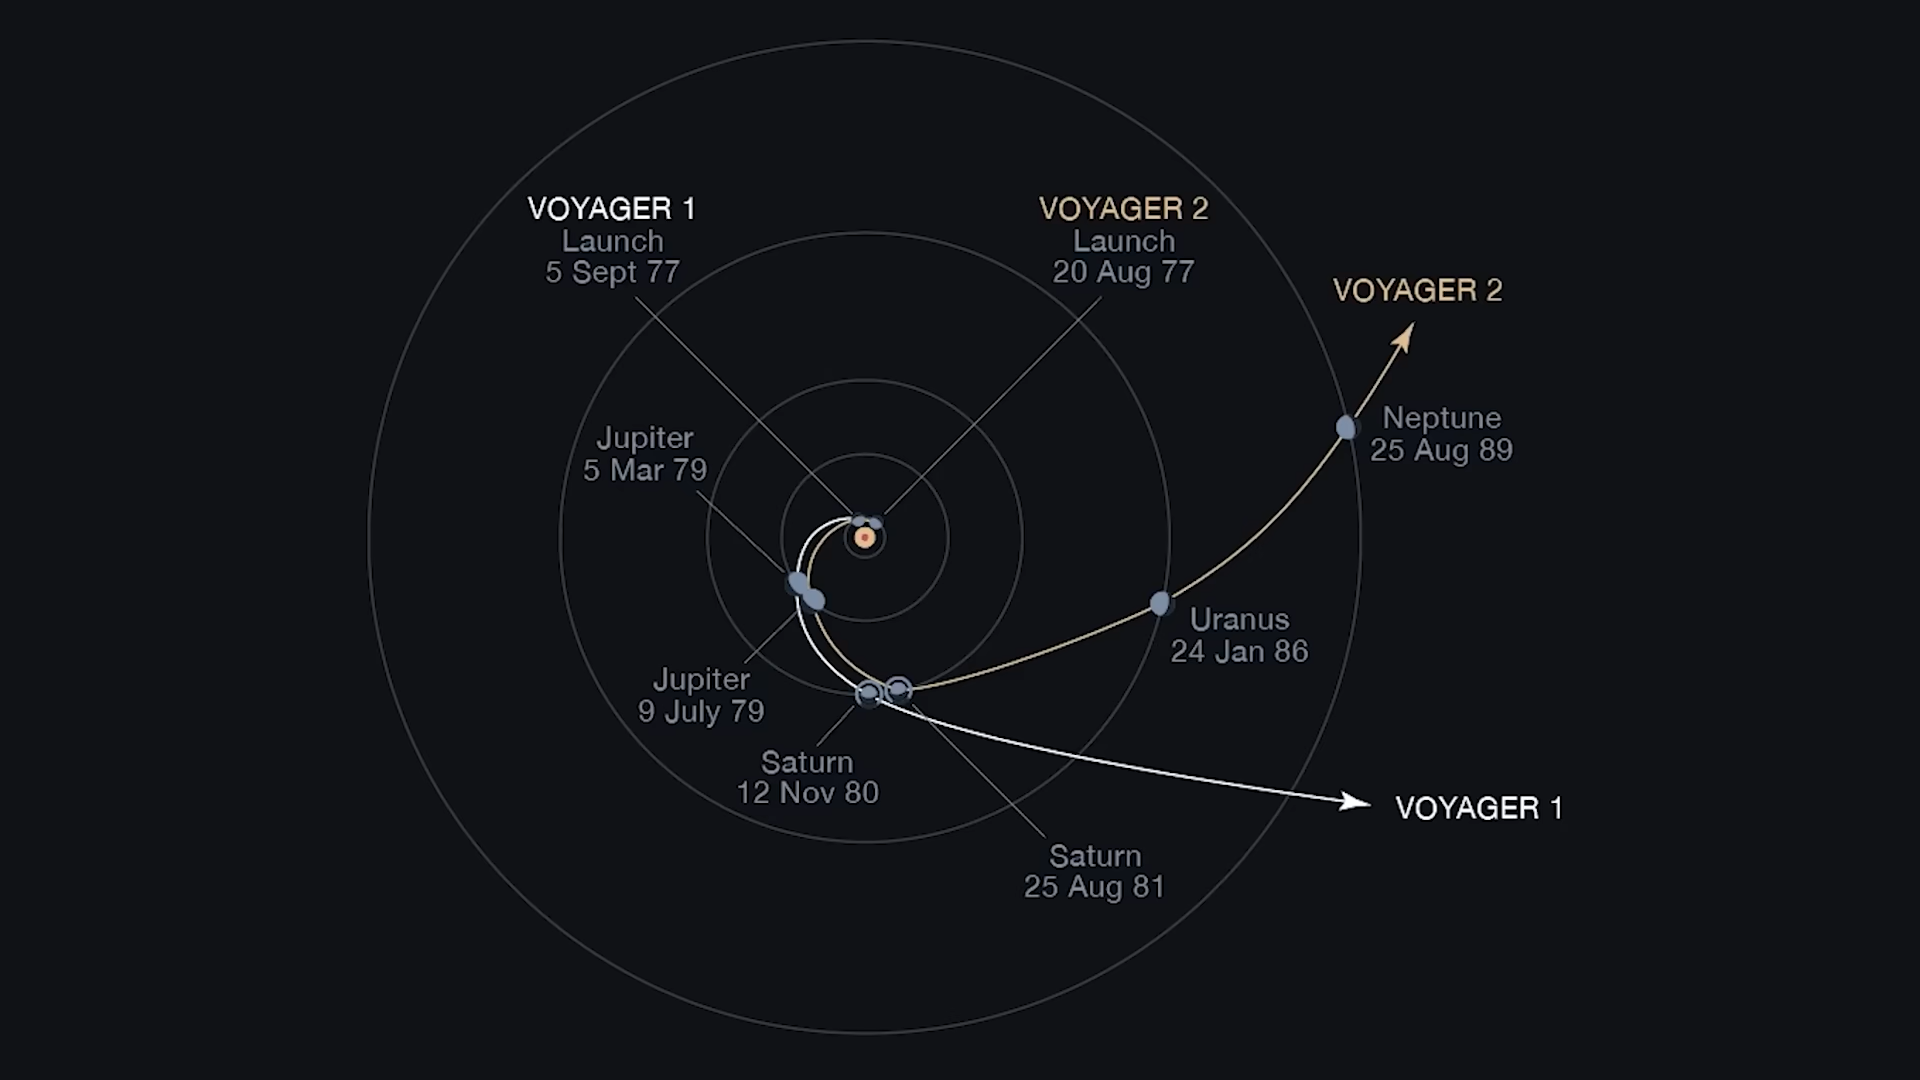 VOYAGER 1
Launch
5 Sept 77
VOYAGER 2
Launch
20 Aug 77
VOYAGER 2
Neptune
25 Aug 89
Jupiter
5 Mar 79
Uranus
24 Jan 86
Jupiter
9 July 79
Saturn
12 Nov 80
VOYAGER 1
Saturn
25 Aug 81